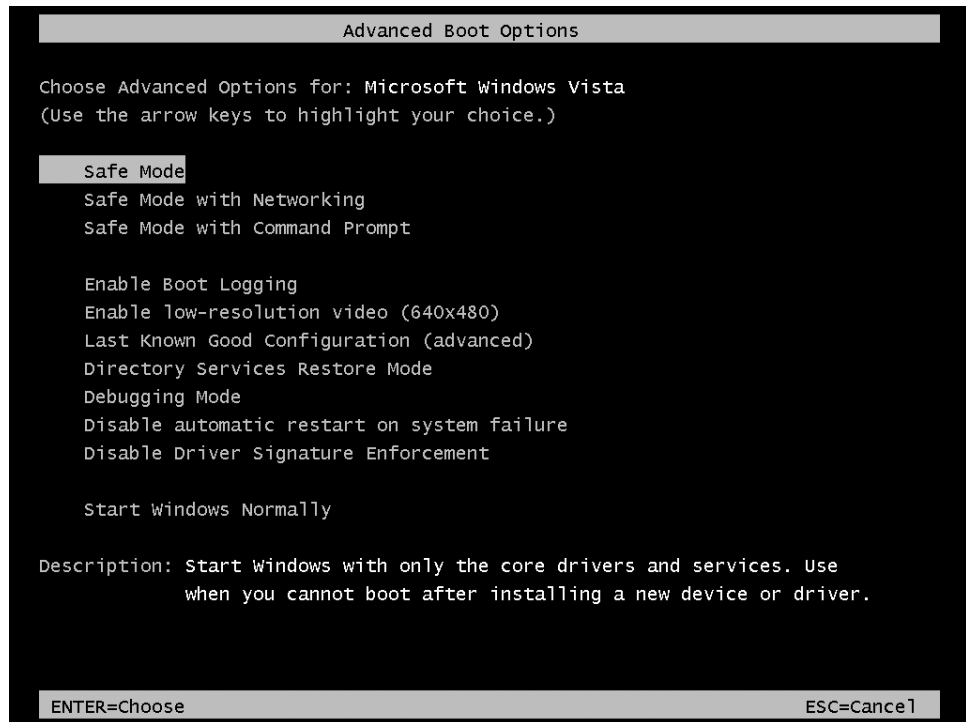 Advanced Boot Options
Choose Advanced Options for: Microsoft Windows Vista
(Use the arrow keys to highlight your choice.)
Safe Mode
Safe Mode with Networking
Safe Mode with Command Prompt
Enable Boot Logging
Enable low-resolution video (640x480)
Last Known Good Configuration (advanced)
Directory Services Restore Mode
Debugging Mode
Disable automatic restart on system failure
Disable Driver Signature Enforcement
Start Windows Normally
Description: Start Windows with only the core drivers and services. Use
when you cannot boot after installing a new device or driver.
ENTER=Choose ESC=Cancel